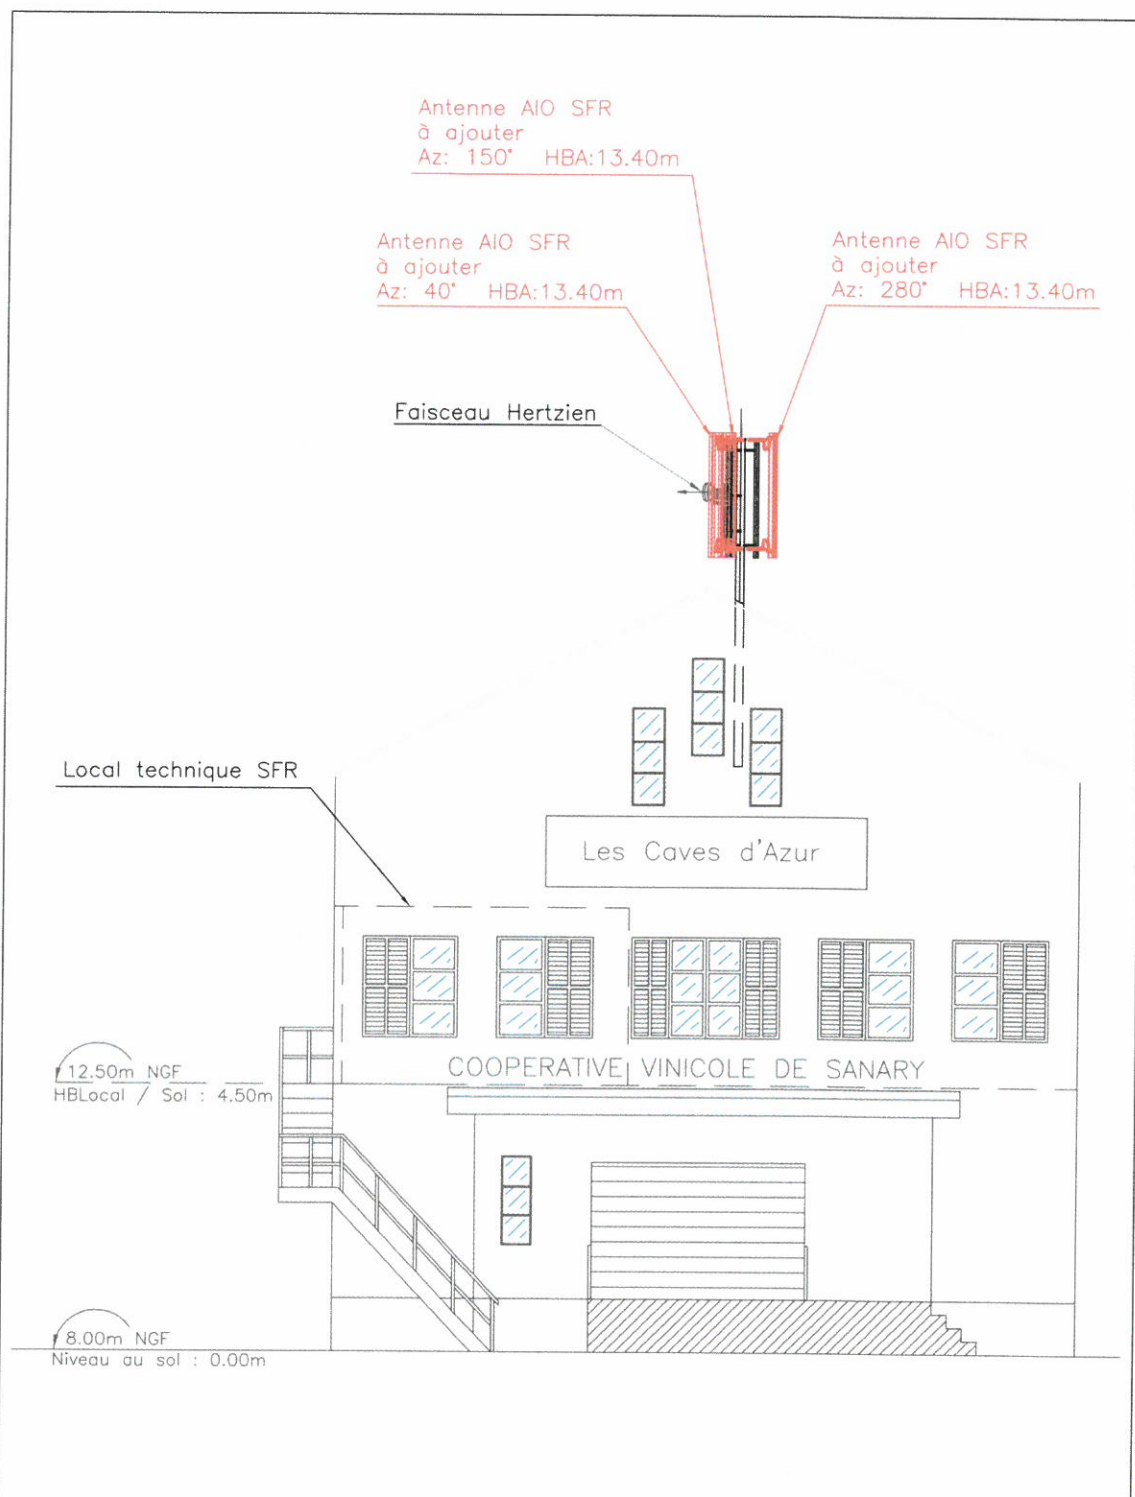 Antenne AIO SFR
à ajouter
Az: 150° HBA:13.40m
Antenne AIO SFR
à ajouter
Az: 40° HBA:13.40m
Antenne AIO SFR
à ajouter
Az: 280° HBA:13.40m
Faisceau Hertzien
Local technique SFR
Les Caves d'Azur
COOPERATIVE VINICOLE DE SANARY
12.50m NGF
HBLocal / Sol : 4.50m
8.00m NGF
Niveau au sol : 0.00m